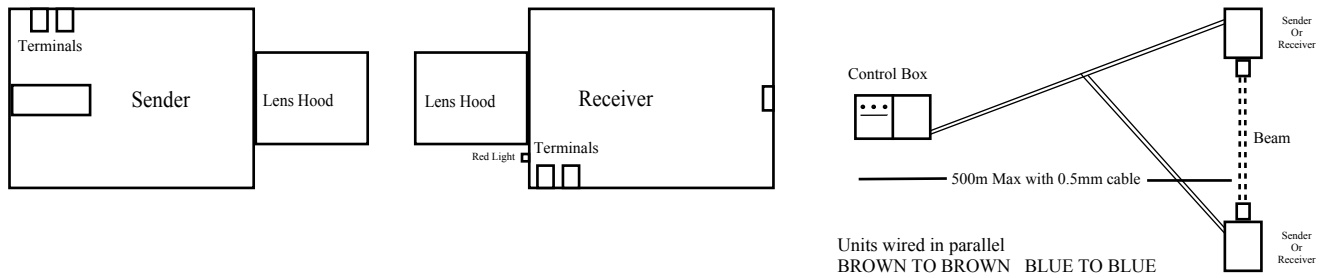 Terminals
Sender
Lens Hood
Lens Hood
Receiver
Red Light
Terminals
Control Box
Sender
Or
Receiver
Beam
500m Max with 0.5mm cable
Units wired in parallel
BROWN TO BROWN BLUE TO BLUE
Sender
Or
Receiver